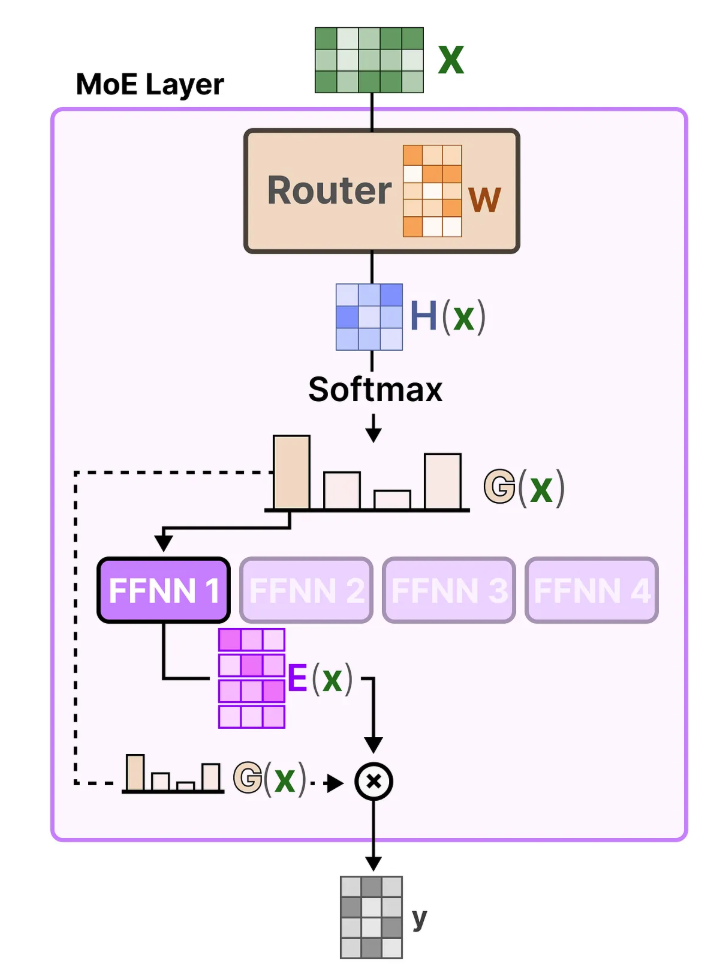 X
MoE Layer
Router W
H(x)
Softmax
G(x)
FFNN 1 FFNN 2 FFNN 3 FFNN 4
E(x)
G(x)
y